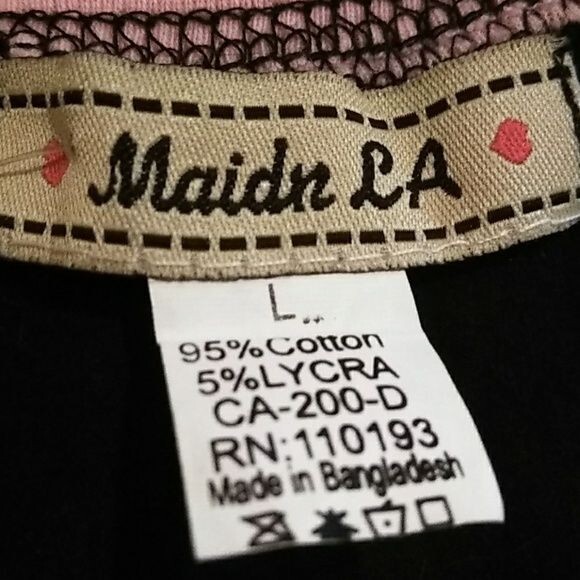 Maidn LA
L
95%Cotton
5%LYCRA
CA-200-D
RN:110193
Made in Bangladesh